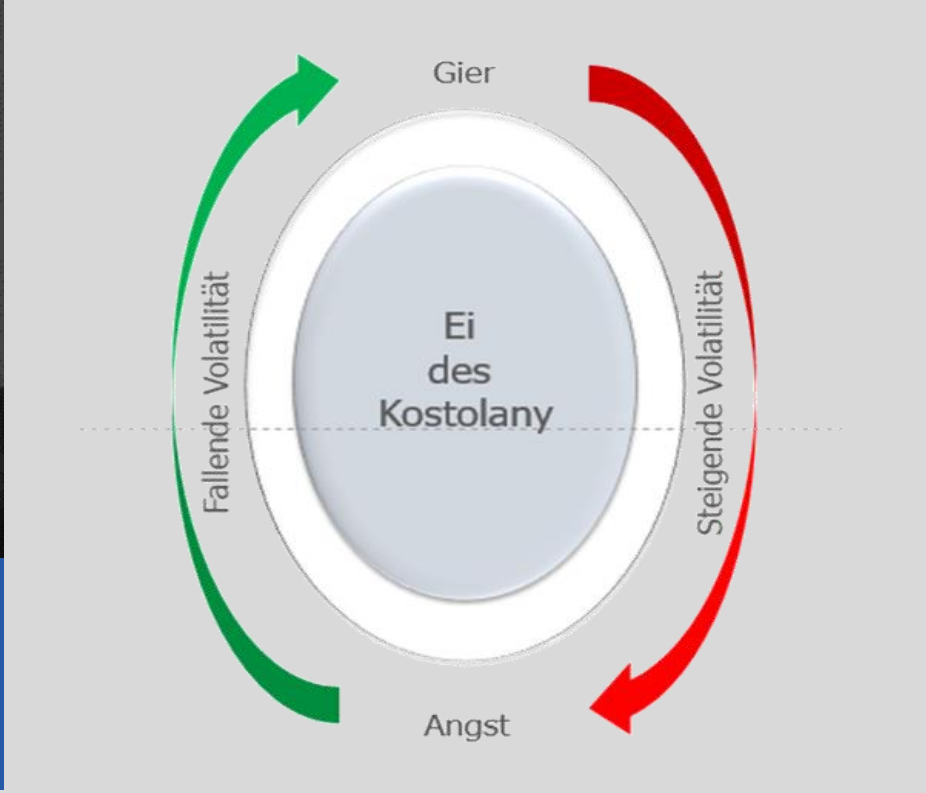 Gier
Fallende Volatilität
Ei
des
Kostolany
Steigende Volatilität
Angst